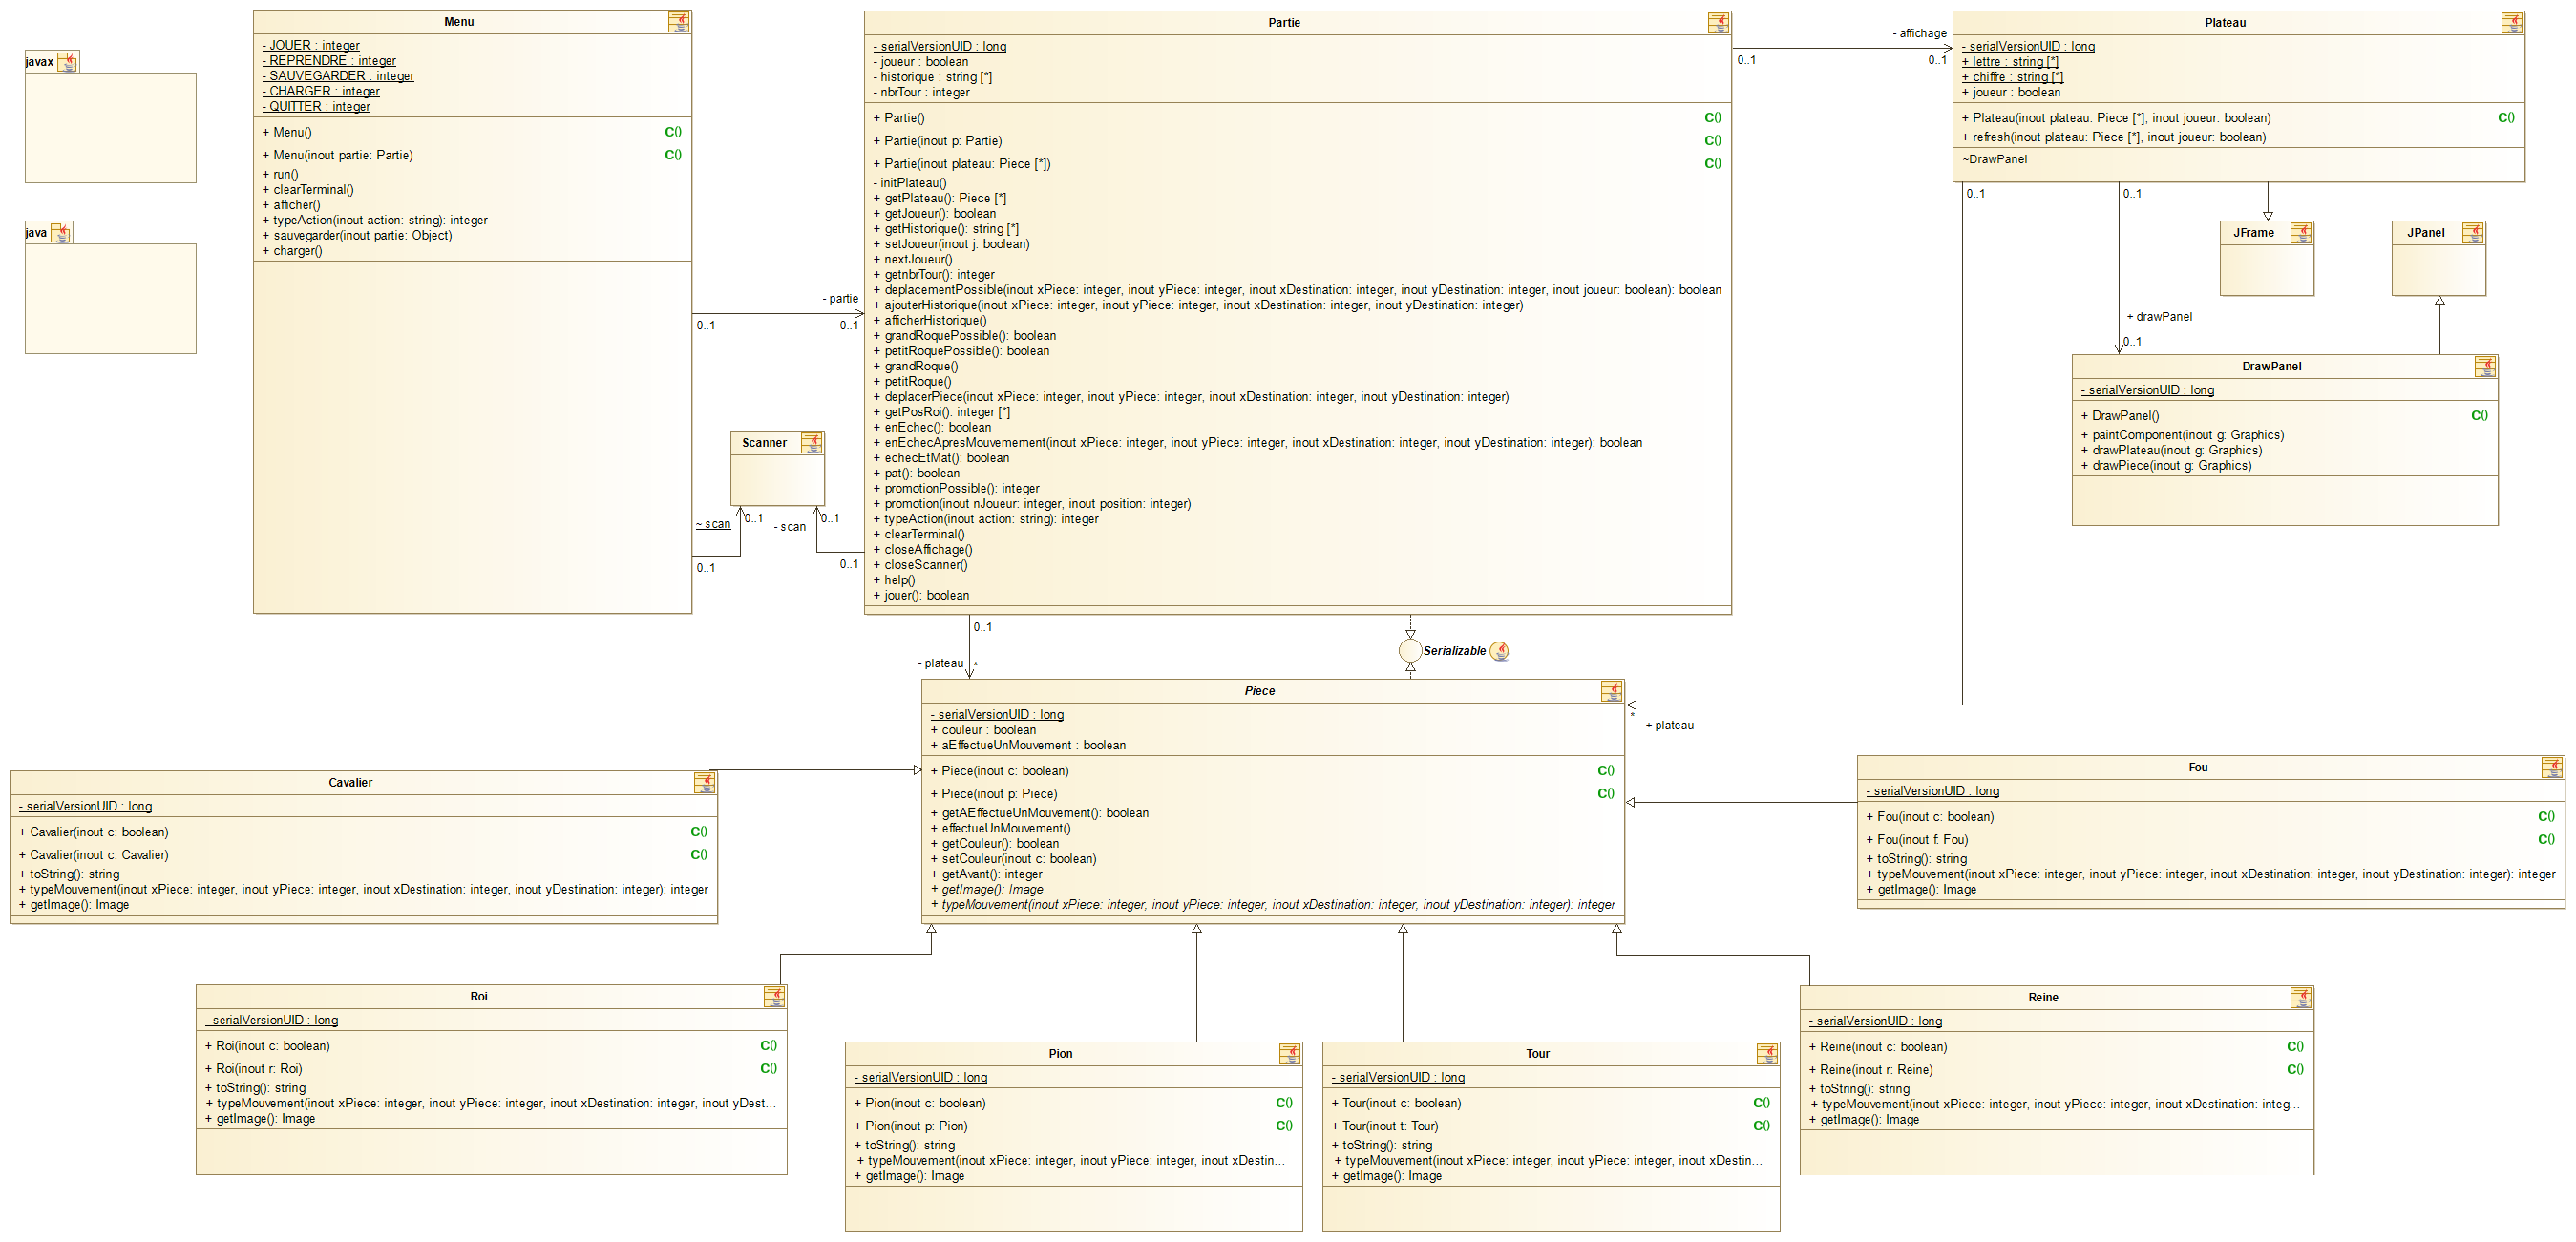 javax
java
Menu
- JOUER : integer
- REPRENDRE : integer
- SAUVEGARDER : integer
- CHARGER : integer
- QUITTER : integer
+ Menu() C()
+ Menu(inout partie: Partie) C()
+ run()
+ clearTerminal()
+ afficher()
+ typeAction(inout action: string): integer
+ sauvegarder(inout partie: Object)
+ charger()
- partie
0..1
0..1
Scanner
~ scan
0..1
0..1
- scan
0..1
0..1
Partie
- serialVersionUID : long
- joueur : boolean
- historique : string [*]
- nbrTour : integer
+ Partie() C()
+ Partie(inout p: Partie) C()
+ Partie(inout plateau: Piece [*]) C()
- initPlateau()
+ getPlateau(): Piece [*]
+ getJoueur(): boolean
+ getHistorique(): string [*]
+ setJoueur(inout j: boolean)
+ nextJoueur()
+ getnbrTour(): integer
+ deplacementPossible(inout xPiece: integer, inout yPiece: integer, inout xDestination: integer, inout yDestination: integer, inout joueur: boolean): boolean
+ ajouterHistorique(inout xPiece: integer, inout yPiece: integer, inout xDestination: integer, inout yDestination: integer)
+ afficherHistorique()
+ grandRoquePossible(): boolean
+ petitRoquePossible(): boolean
+ grandRoque()
+ petitRoque()
+ deplacerPiece(inout xPiece: integer, inout yPiece: integer, inout xDestination: integer, inout yDestination: integer)
+ getPosRoi(): integer [*]
+ enEchec(): boolean
+ enEchecApresMouvemement(inout xPiece: integer, inout yPiece: integer, inout xDestination: integer, inout yDestination: integer): boolean
+ echecEtMat(): boolean
+ pat(): boolean
+ promotionPossible(): integer
+ promotion(inout nJoueur: integer, inout position: integer)
+ typeAction(inout action: string): integer
+ clearTerminal()
+ closeAffichage()
+ closeScanner()
+ help()
+ jouer(): boolean
- affichage
0..1
0..1
Plateau
- serialVersionUID : long
+ lettre : string [*]
+ chiffre : string [*]
+ joueur : boolean
+ Plateau(inout plateau: Piece [*], inout joueur: boolean) C()
+ refresh(inout plateau: Piece [*], inout joueur: boolean)
~DrawPanel
0..1
0..1
JFrame
JPanel
+ drawPanel
0..1
DrawPanel
- serialVersionUID : long
+ DrawPanel() C()
+ paintComponent(inout g: Graphics)
+ drawPlateau(inout g: Graphics)
+ drawPiece(inout g: Graphics)
0..1
- plateau
*
Serializable
*
+ plateau
Piece
- serialVersionUID : long
+ couleur : boolean
+ aEffectueUnMouvement : boolean
+ Piece(inout c: boolean) C()
+ Piece(inout p: Piece) C()
+ getAEffectueUnMouvement(): boolean
+ effectueUnMouvement()
+ getCouleur(): boolean
+ setCouleur(inout c: boolean)
+ getAvant(): integer
+ getImage(): Image
+ typeMouvement(inout xPiece: integer, inout yPiece: integer, inout xDestination: integer, inout yDestination: integer): integer
Cavalier
- serialVersionUID : long
+ Cavalier(inout c: boolean) C()
+ Cavalier(inout c: Cavalier) C()
+ toString(): string
+ typeMouvement(inout xPiece: integer, inout yPiece: integer, inout xDestination: integer, inout yDestination: integer): integer
+ getImage(): Image
Fou
- serialVersionUID : long
+ Fou(inout c: boolean) C()
+ Fou(inout f: Fou) C()
+ toString(): string
+ typeMouvement(inout xPiece: integer, inout yPiece: integer, inout xDestination: integer, inout yDestination: integer): integer
+ getImage(): Image
Roi
- serialVersionUID : long
+ Roi(inout c: boolean) C()
+ Roi(inout r: Roi) C()
+ toString(): string
+ typeMouvement(inout xPiece: integer, inout yPiece: integer, inout xDestination: integer, inout yDest...
+ getImage(): Image
Pion
- serialVersionUID : long
+ Pion(inout c: boolean) C()
+ Pion(inout p: Pion) C()
+ toString(): string
+ typeMouvement(inout xPiece: integer, inout yPiece: integer, inout xDestin...
+ getImage(): Image
Tour
- serialVersionUID : long
+ Tour(inout c: boolean) C()
+ Tour(inout t: Tour) C()
+ toString(): string
+ typeMouvement(inout xPiece: integer, inout yPiece: integer, inout xDestin...
+ getImage(): Image
Reine
- serialVersionUID : long
+ Reine(inout c: boolean) C()
+ Reine(inout r: Reine) C()
+ toString(): string
+ typeMouvement(inout xPiece: integer, inout yPiece: integer, inout xDestination: integ...
+ getImage(): Image